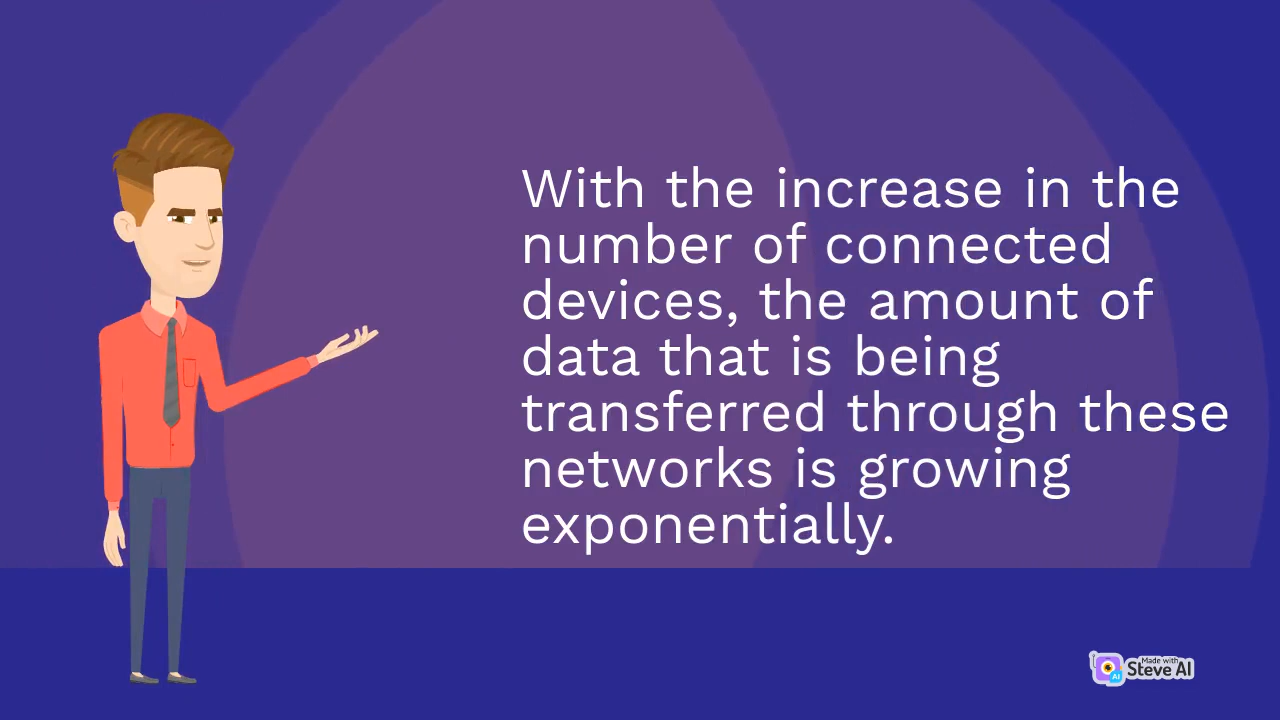 With the increase in the
number of connected
devices, the amount of
data that is being
transferred through these
networks is growing
exponentially.
Made with
Steve AI
AI